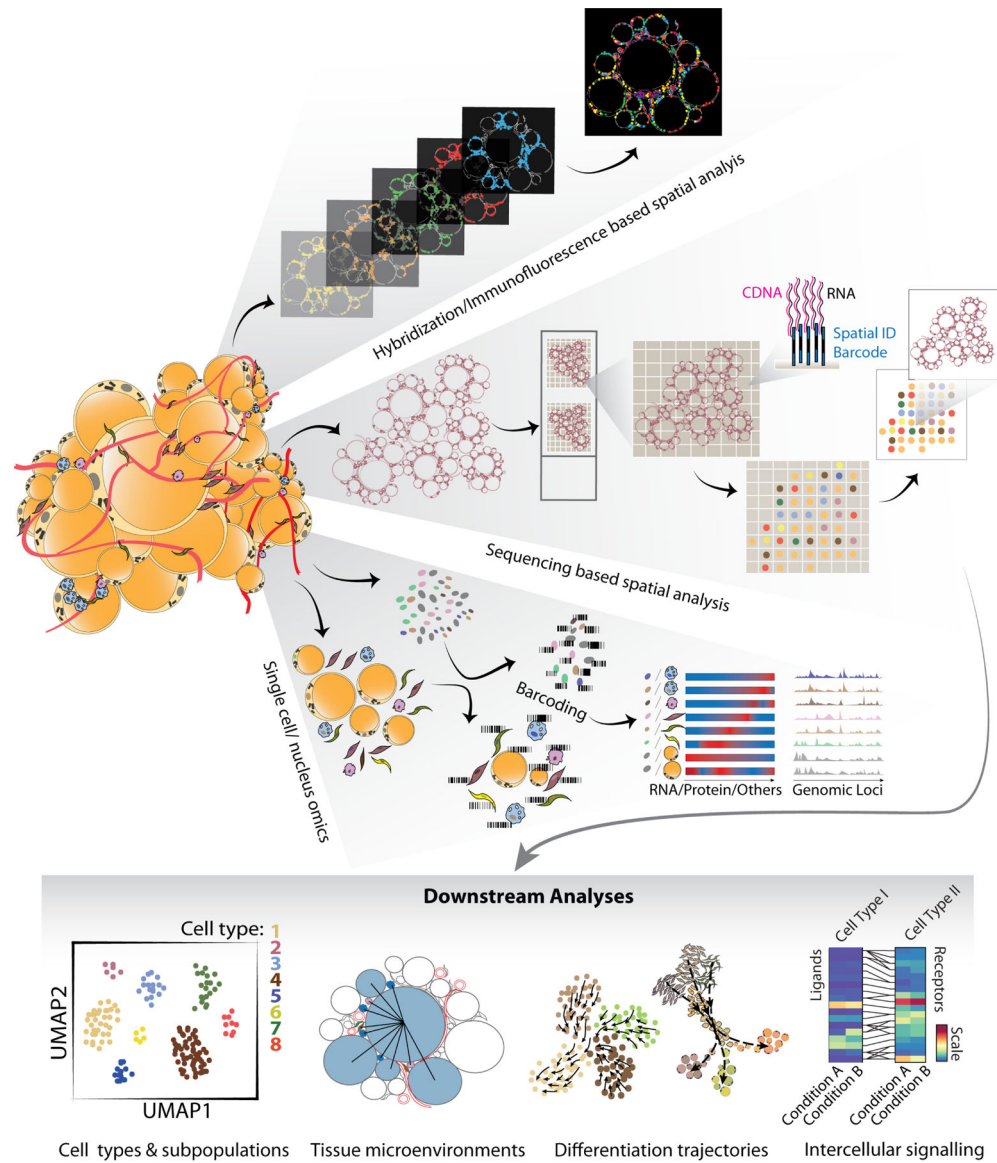 Hybridization/Immunofluorescence based spatial analyis
CDNA
RNA
Spatial ID
Barcode
Sequencing based spatial analysis
Single cell/ nucleus omics
Barcoding
RNA/Protein/Others
Genomic Loci
Downstream Analyses
Cell type: 1
2
3
4
5
6
7
8
UMAP2
UMAP1
Cell Type I
Cell Type II
Ligands
Receptors
Scale
Condition A
Condition B
Condition A
Condition B
Cell types & subpopulations
Tissue microenvironments
Differentiation trajectories
Intercellular signalling